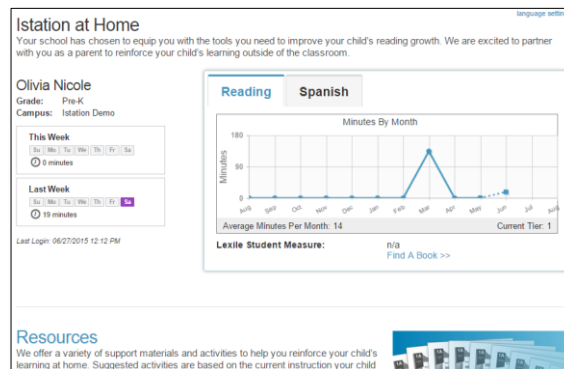 language settin
Istation at Home
Your school has chosen to equip you with the tools you need to improve your child's reading growth. We are excited to partner
with you as a parent to reinforce your child's learning outside of the classroom.
Olivia Nicole
Grade: Pre-K
Campus: Istation Demo
This Week
Su Mo Tu We Th Fr Sa
0 minutes
Last Week
Su Mo Tu We Th Fr Sa
19 minutes
Last Login: 06/27/2015 12:12 PM
Reading Spanish
Minutes By Month
Minutes
180
90
0
Aug Sep Oct Nov Dec Jan Feb Mar Apr May Jun Jul Aug
Average Minutes Per Month: 14 Current Tier: 1
Lexile Student Measure: n/a
Find A Book >>
Resources
We offer a variety of support materials and activities to help you reinforce your child's
learning at home. Suggested activities are based on the current instruction your child